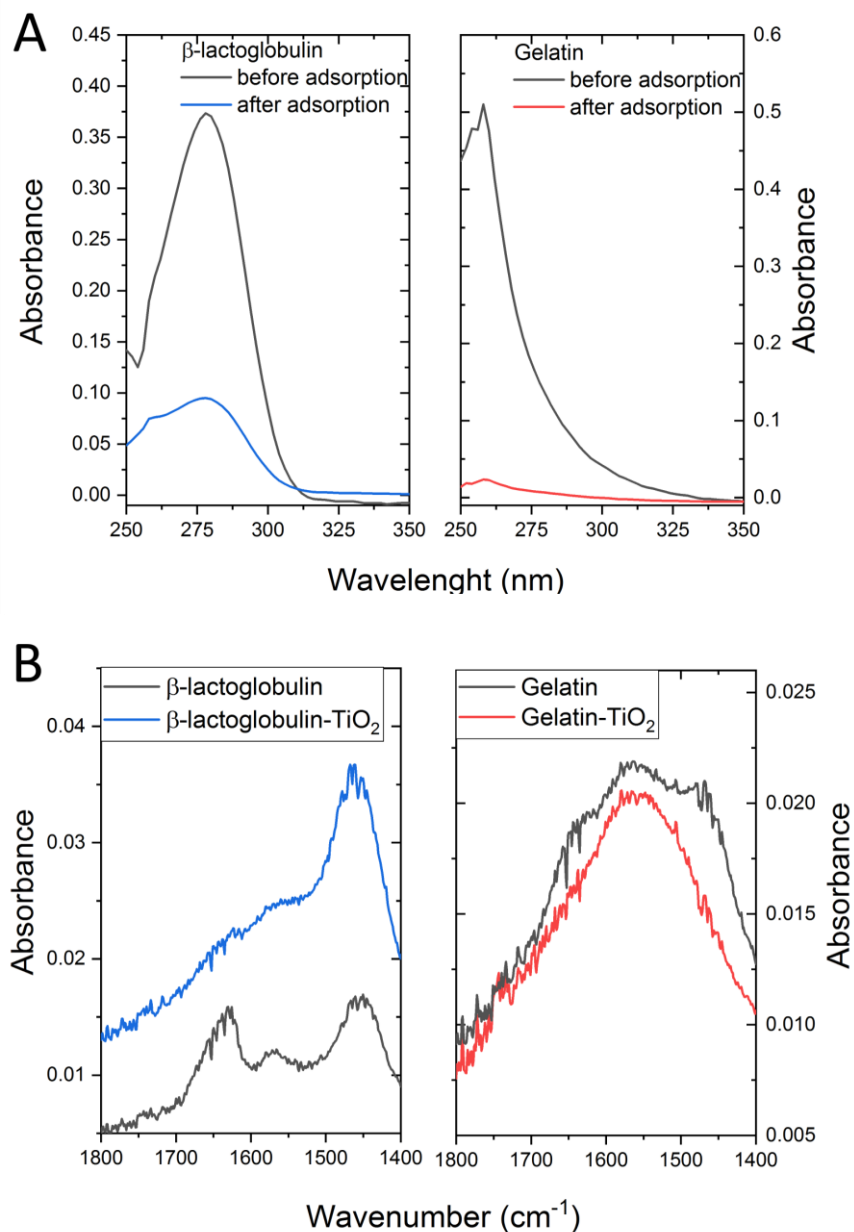 A
β-lactoglobulin
before adsorption
after adsorption
0.45
0.40
0.35
0.30
0.25
0.20
0.15
0.10
0.05
0.00
Absorbance
250 275 300 325 350
Gelatin
before adsorption
after adsorption
0.6
0.5
0.4
0.3
0.2
0.1
0.0
Absorbance
250 275 300 325 350
Wavelenght (nm)
B
β-lactoglobulin
β-lactoglobulin-TiO₂
0.04
0.03
0.02
0.01
Absorbance
1800 1700 1600 1500 1400
Gelatin
Gelatin-TiO₂
0.025
0.020
0.015
0.010
0.005
Absorbance
1800 1700 1600 1500 1400
Wavenumber (cm⁻¹)